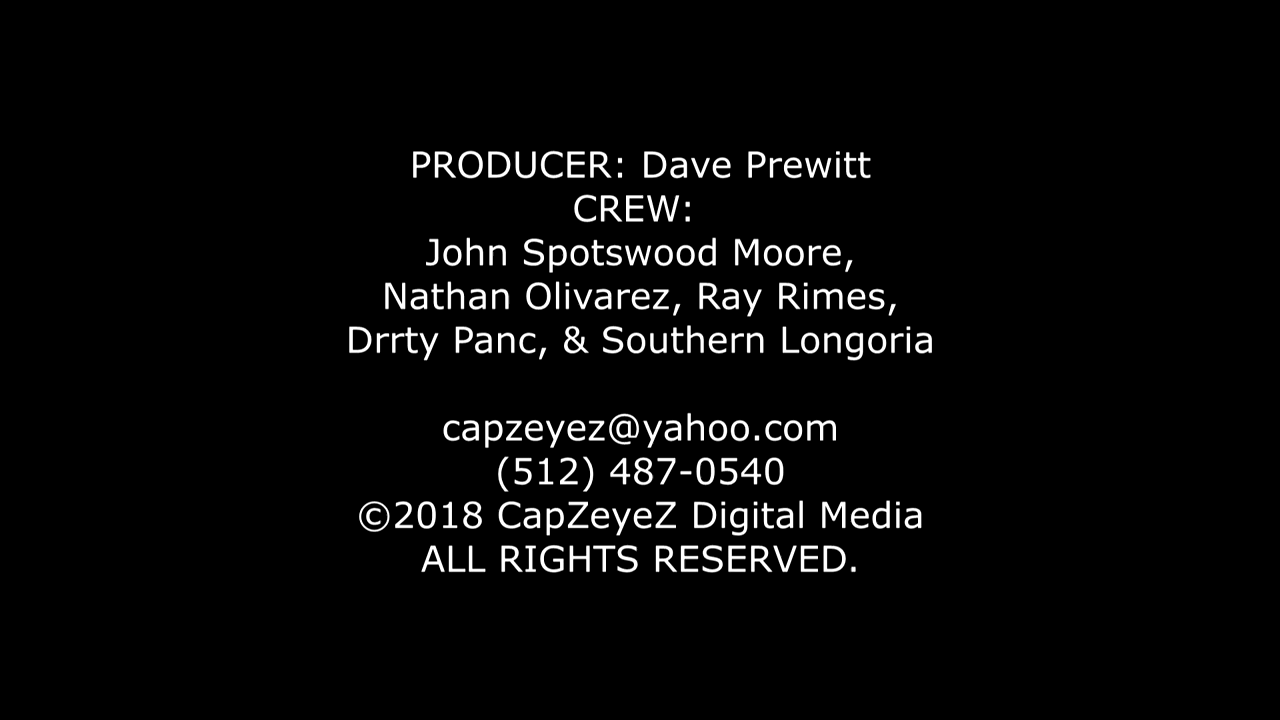 PRODUCER: Dave Prewitt
CREW:
John Spotswood Moore,
Nathan Olivarez, Ray Rimes,
Drrty Panc, & Southern Longoria
capzeyez@yahoo.com
(512) 487-0540
©2018 CapZeyeZ Digital Media
ALL RIGHTS RESERVED.